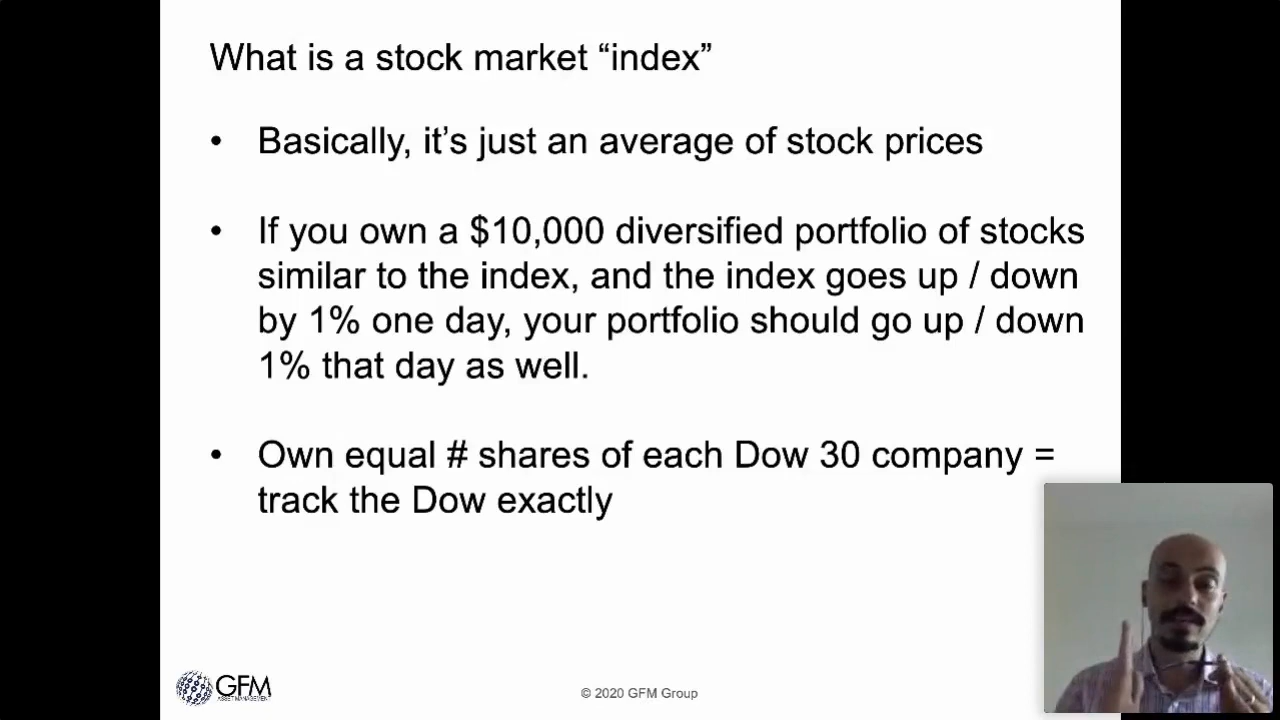 What is a stock market “index”
• Basically, it’s just an average of stock prices
• If you own a $10,000 diversified portfolio of stocks
similar to the index, and the index goes up / down
by 1% one day, your portfolio should go up / down
1% that day as well.
• Own equal # shares of each Dow 30 company =
track the Dow exactly
GFM
ASSET MANAGEMENT
© 2020 GFM Group